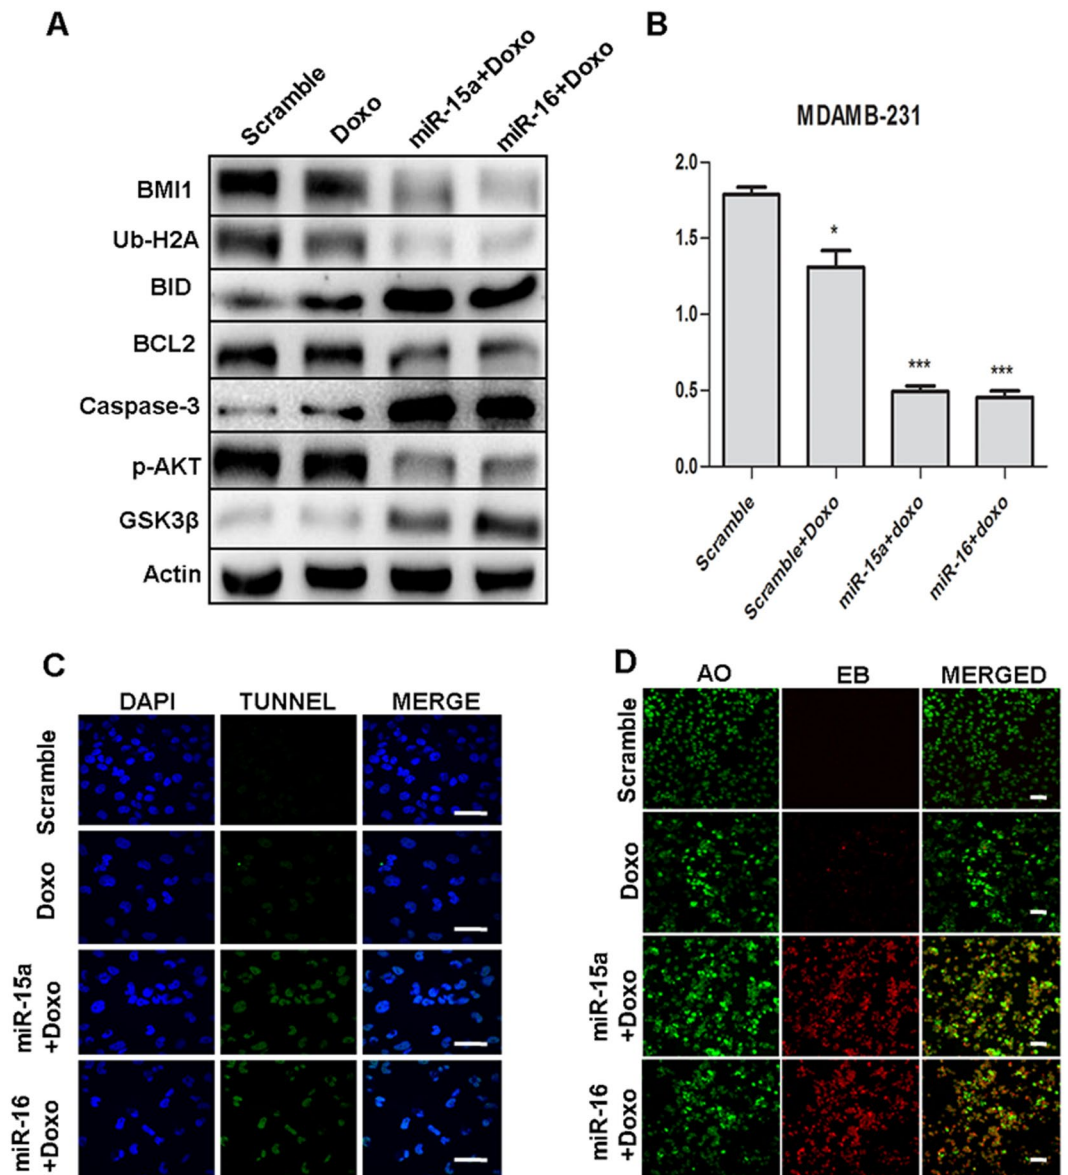 A
Scramble
Doxo
miR-15a+Doxo
miR-16+Doxo
BMI1
Ub-H2A
BID
BCL2
Caspase-3
p-AKT
GSK3β
Actin
B
MDAMB-231
2.0
1.5
1.0
0.5
0.0
*
***
***
Scramble
Scramble+Doxo
miR-15a+doxo
miR-16+doxo
C
DAPI
TUNNEL
MERGE
Scramble
Doxo
miR-15a
+Doxo
miR-16
+Doxo
D
AO
EB
MERGED
Scramble
Doxo
miR-15a
+Doxo
miR-16
+Doxo